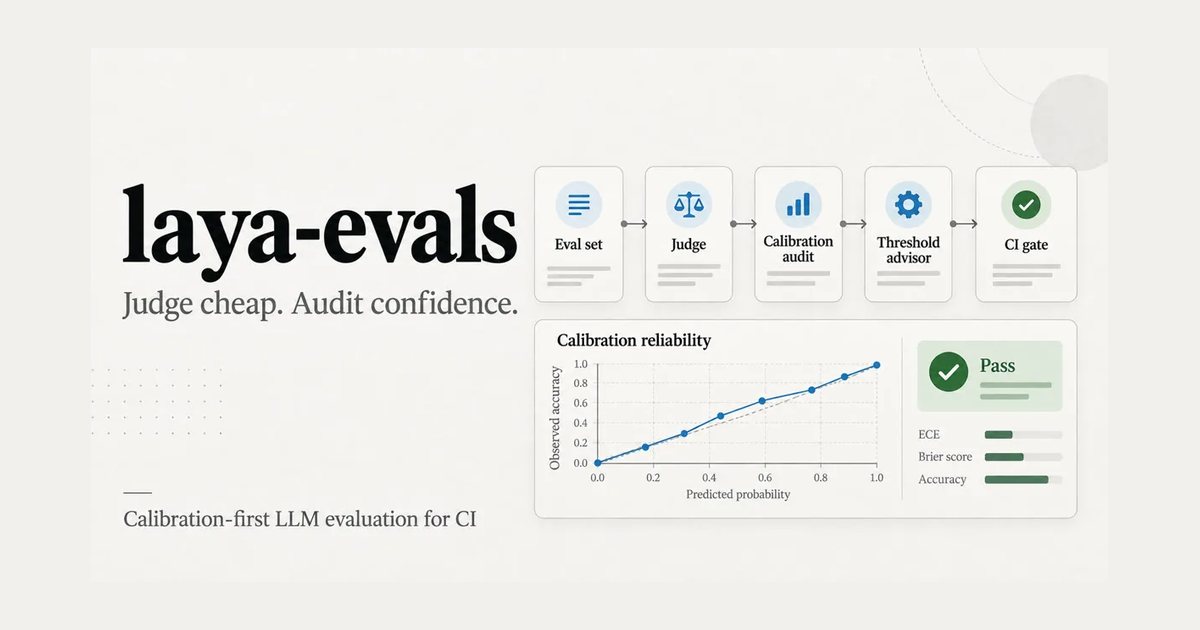 laya-evals
Judge cheap. Audit confidence.
Calibration-first LLM evaluation for CI
Eval set
Judge
Calibration
audit
Threshold
advisor
CI gate
Calibration reliability
Observed accuracy
1.0
0.8
0.6
0.4
0.2
0.0
0.0 0.2 0.4 0.6 0.8 1.0
Predicted probability
Pass
ECE
Brier score
Accuracy